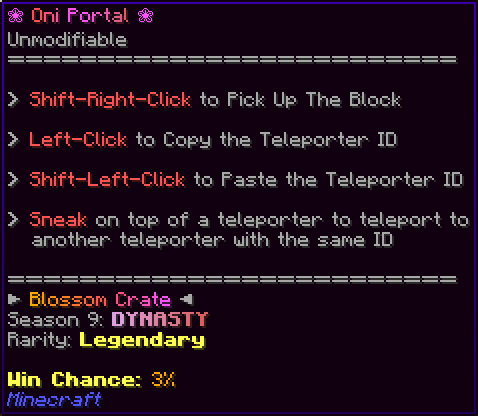 ❀ Oni Portal ❀
Unmodifiable
==========================
> Shift-Right-Click to Pick Up The Block
> Left-Click to Copy the Teleporter ID
> Shift-Left-Click to Paste the Teleporter ID
> Sneak on top of a teleporter to teleport to
another teleporter with the same ID
==========================
► Blossom Crate ◄
Season 9: DYNASTY
Rarity: Legendary
Win Chance: 3%
Minecraft